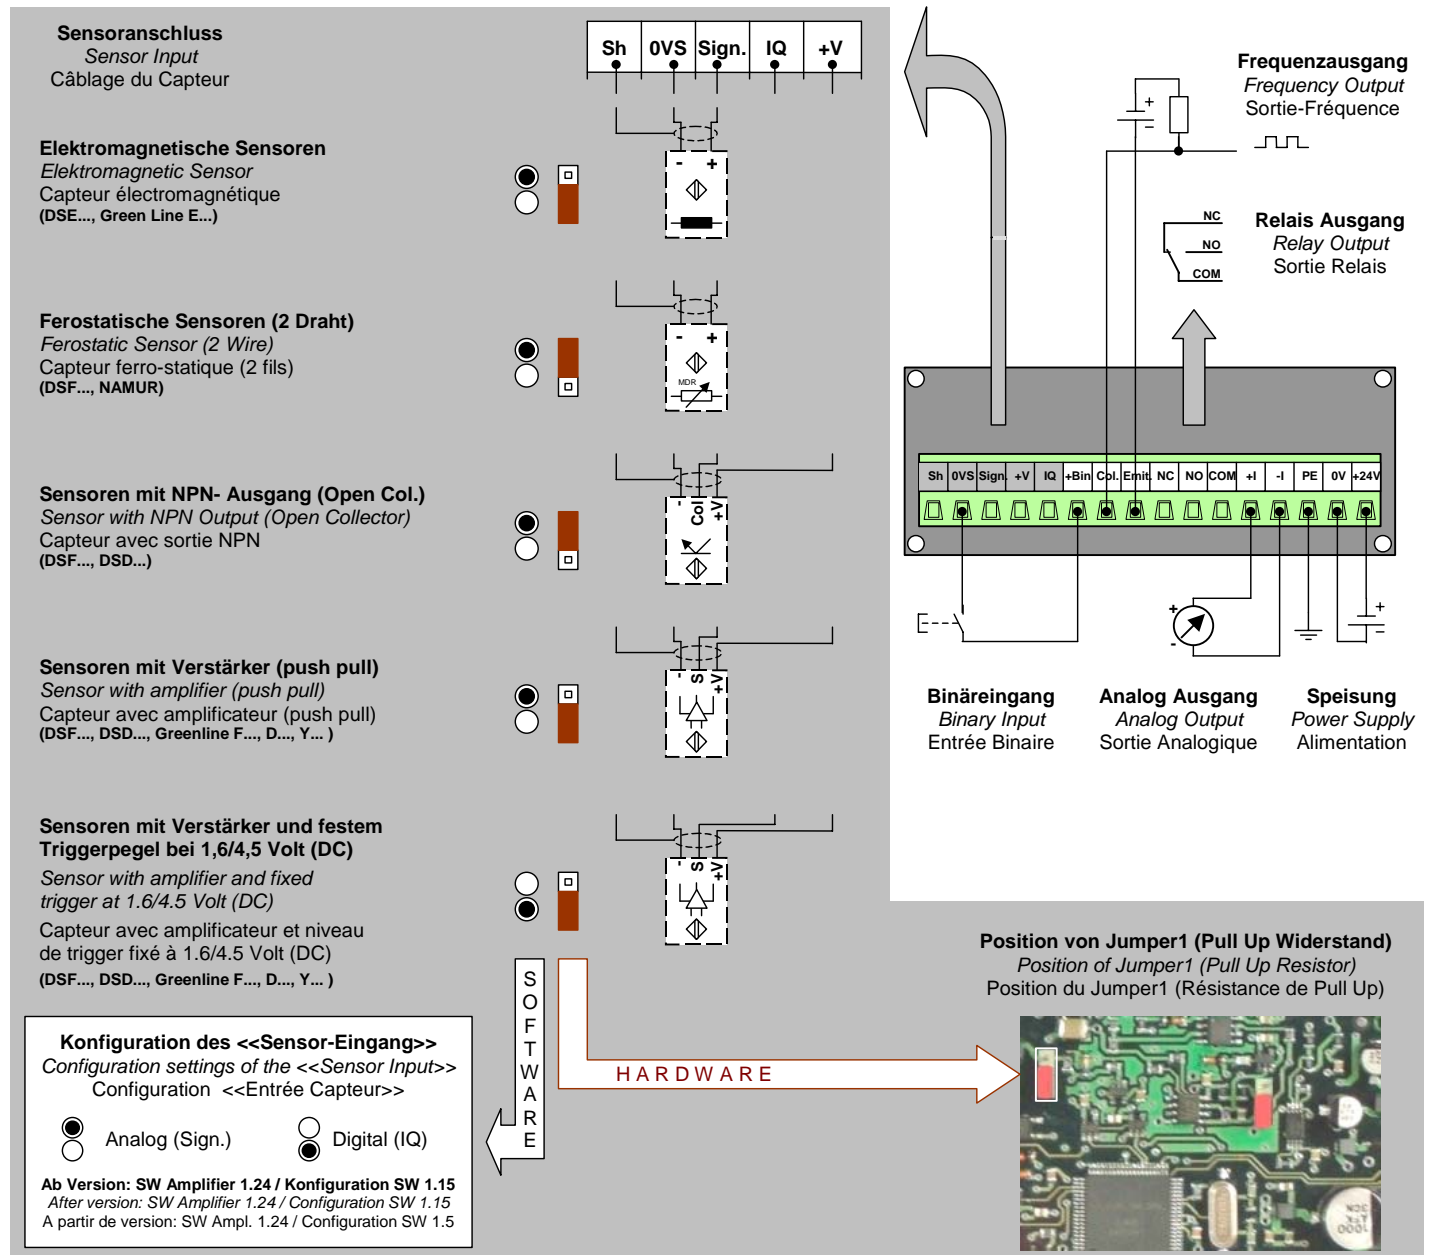 Sensoranschluss
Sensor Input
Câblage du Capteur
Sh 0VS Sign. IQ +V
Elektromagnetische Sensoren
Elektromagnetic Sensor
Capteur électromagnétique
(DSE..., Green Line E...)
- +
Ferostatische Sensoren (2 Draht)
Ferostatic Sensor (2 Wire)
Capteur ferro-statique (2 fils)
(DSF..., NAMUR)
- +
MDR
Sensoren mit NPN- Ausgang (Open Col.)
Sensor with NPN Output (Open Collector)
Capteur avec sortie NPN
(DSF..., DSD...)
- Col +V
Sensoren mit Verstärker (push pull)
Sensor with amplifier (push pull)
Capteur avec amplificateur (push pull)
(DSF..., DSD..., Greenline F..., D..., Y... )
- S +V
Sensoren mit Verstärker und festem
Triggerpegel bei 1,6/4,5 Volt (DC)
Sensor with amplifier and fixed
trigger at 1.6/4.5 Volt (DC)
Capteur avec amplificateur et niveau
de trigger fixé à 1.6/4.5 Volt (DC)
(DSF..., DSD..., Greenline F..., D..., Y... )
- S +V
SOFTWARE
HARDWARE
Konfiguration des <<Sensor-Eingang>>
Configuration settings of the <<Sensor Input>>
Configuration <<Entrée Capteur>>
Analog (Sign.) Digital (IQ)
Ab Version: SW Amplifier 1.24 / Konfiguration SW 1.15
After version: SW Amplifier 1.24 / Configuration SW 1.15
A partir de version: SW Ampl. 1.24 / Configuration SW 1.5
Frequenzausgang
Frequency Output
Sortie-Fréquence
+
-
Relais Ausgang
Relay Output
Sortie Relais
NC
NO
COM
Sh 0VS Sign. +V IQ +Bin Col. Emit. NC NO COM +I -I PE 0V +24V
+
-
+
-
Binäreingang
Binary Input
Entrée Binaire
Analog Ausgang
Analog Output
Sortie Analogique
Speisung
Power Supply
Alimentation
Position von Jumper1 (Pull Up Widerstand)
Position of Jumper1 (Pull Up Resistor)
Position du Jumper1 (Résistance de Pull Up)